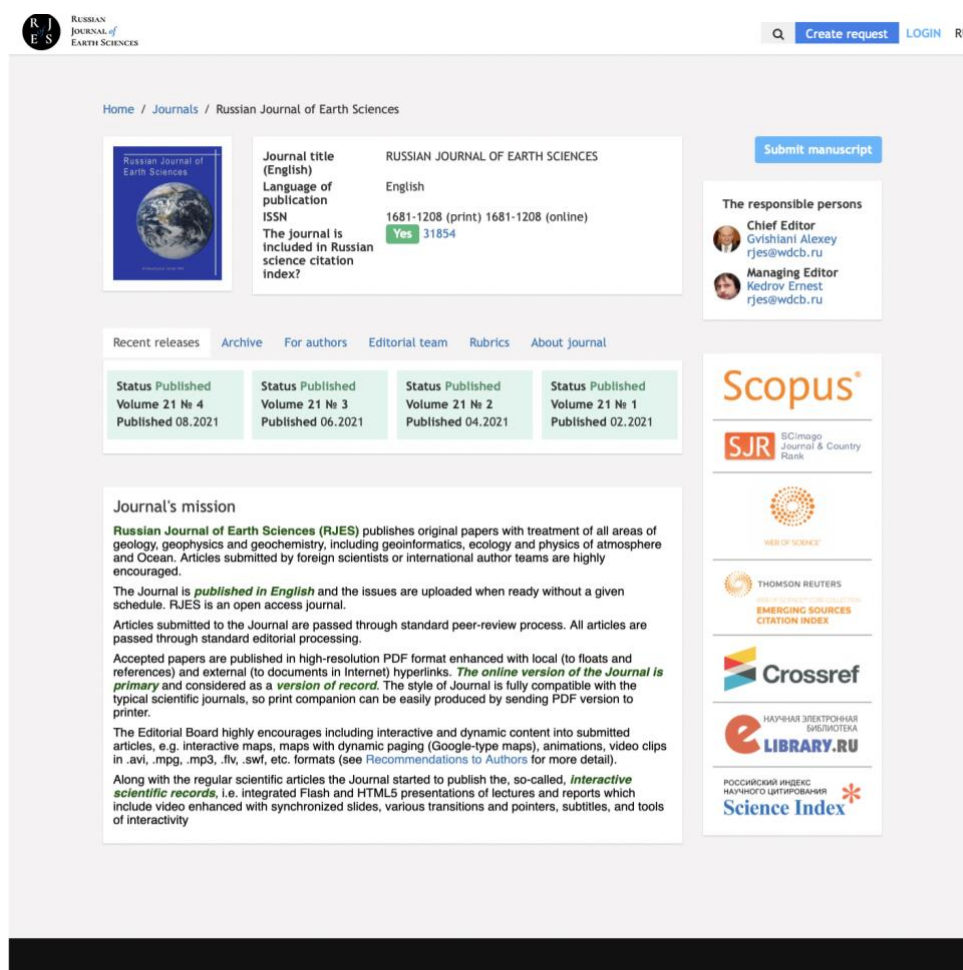 RUSSIAN
JOURNAL of
EARTH SCIENCES
R J
of
E S
Create request LOGIN
Home / Journals / Russian Journal of Earth Sciences
Russian Journal of
Earth Sciences
Journal title
(English)
RUSSIAN JOURNAL OF EARTH SCIENCES
Language of
publication
English
ISSN
1681-1208 (print) 1681-1208 (online)
The journal is
included in Russian
science citation
index?
Yes 31854
Submit manuscript
The responsible persons
Chief Editor
Gvishiani Alexey
rjes@wdcb.ru
Managing Editor
Kedrov Ernest
rjes@wdcb.ru
Recent releases Archive For authors Editorial team Rubrics About journal
Status Published
Volume 21 № 4
Published 08.2021
Status Published
Volume 21 № 3
Published 06.2021
Status Published
Volume 21 № 2
Published 04.2021
Status Published
Volume 21 № 1
Published 02.2021
Journal's mission
Russian Journal of Earth Sciences (RJES) publishes original papers with treatment of all areas of
geology, geophysics and geochemistry, including geoinformatics, ecology and physics of atmosphere
and Ocean. Articles submitted by foreign scientists or international author teams are highly
encouraged.
The Journal is published in English and the issues are uploaded when ready without a given
schedule. RJES is an open access journal.
Articles submitted to the Journal are passed through standard peer-review process. All articles are
passed through standard editorial processing.
Accepted papers are published in high-resolution PDF format enhanced with local (to floats and
references) and external (to documents in Internet) hyperlinks. The online version of the Journal is
primary and considered as a version of record. The style of Journal is fully compatible with the
typical scientific journals, so print companion can be easily produced by sending PDF version to
printer.
The Editorial Board highly encourages including interactive and dynamic content into submitted
articles, e.g. interactive maps, maps with dynamic paging (Google-type maps), animations, video clips
in .avi, .mpg, .mp3, .flv, .swf, etc. formats (see Recommendations to Authors for more detail).
Along with the regular scientific articles the Journal started to publish the, so-called, interactive
scientific records, i.e. integrated Flash and HTML5 presentations of lectures and reports which
include video enhanced with synchronized slides, various transitions and pointers, subtitles, and tools
of interactivity
Scopus®
SJR
SCImago
Journal & Country
Rank
WEB OF SCIENCE™
THOMSON REUTERS
WEB OF SCIENCE™ CORE COLLECTION
EMERGING SOURCES
CITATION INDEX
Crossref
НАУЧНАЯ ЭЛЕКТРОННАЯ
БИБЛИОТЕКА
LIBRARY.RU
РОССИЙСКИЙ ИНДЕКС
НАУЧНОГО ЦИТИРОВАНИЯ
Science Index